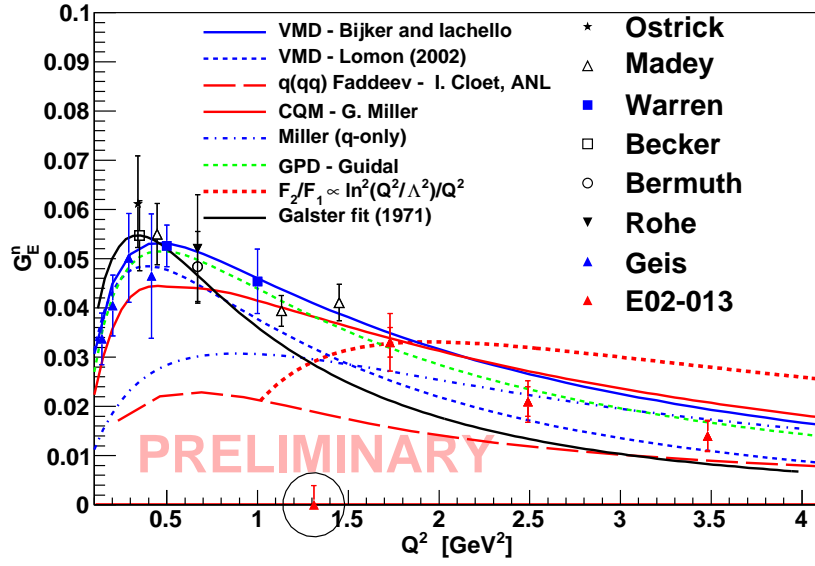 0.1
0.09
0.08
0.07
0.06
0.05
0.04
0.03
0.02
0.01
0
G_E^n
VMD - Bijker and Iachello
VMD - Lomon (2002)
q(qq) Faddeev - I. Cloet, ANL
CQM - G. Miller
Miller (q-only)
GPD - Guidal
F₂/F₁ ∝ ln²(Q²/Λ²)/Q²
Galster fit (1971)
Ostrick
Madey
Warren
Becker
Bermuth
Rohe
Geis
E02-013
PRELIMINARY
0.5 1 1.5 2 2.5 3 3.5 4
Q² [GeV²]